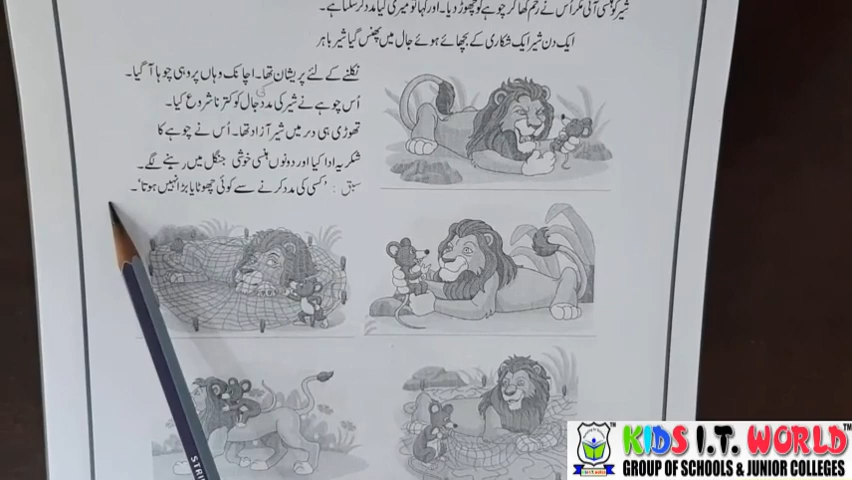 شیر کو ہنسی آئی مگر اُس نے رحم کھا کر چوہے کو چھوڑ دیا۔ اور کہا تو میری کیا مدد کر سکتا ہے۔
ایک دن شیر ایک شکاری کے بچھائے ہوئے جال میں پھنس گیا شیر باہر
نکلنے کے لئے پریشان تھا۔ اچانک وہاں پر وہی چوہا آ گیا۔
اُس چوہے نے شیر کی مدد کی جال کو کترنا شروع کیا۔
تھوڑی ہی دیر میں شیر آزاد تھا۔ اُس نے چوہے کا
شکریہ ادا کیا اور دونوں ہنسی خوشی جنگل میں رہنے لگے۔
سبق : 'کسی کی مدد کرنے سے کوئی چھوٹا یا بڑا نہیں ہوتا'۔
STRI
KIDS I.T. WORLD™
GROUP OF SCHOOLS & JUNIOR COLLEGES